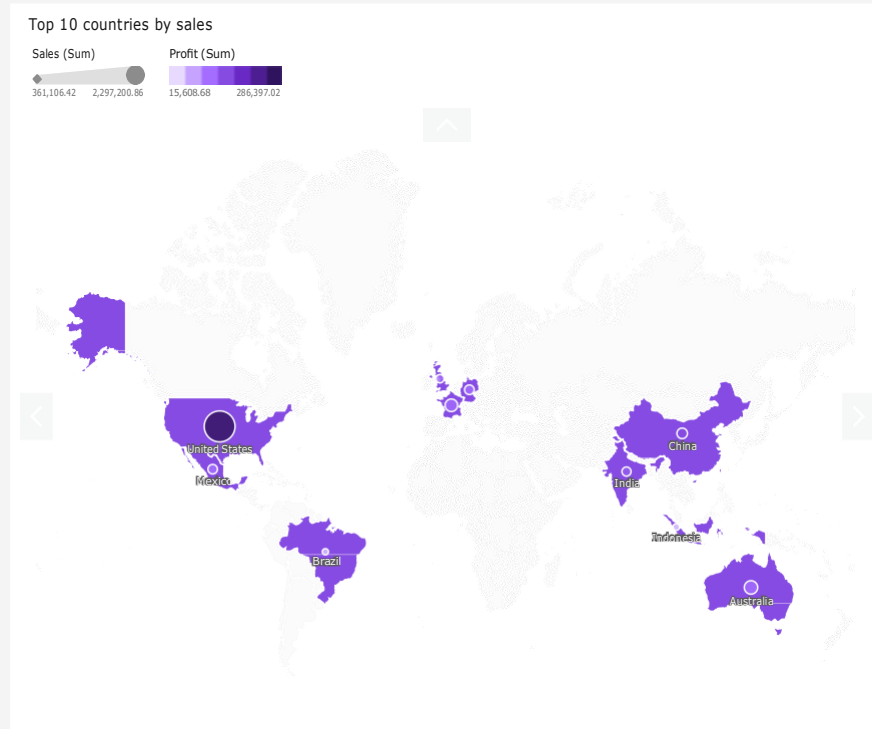 Top 10 countries by sales
Sales (Sum)
Profit (Sum)
361,106.42
2,297,200.86
15,608.68
286,397.02
United States
Mexico
China
India
Indonesia
Brazil
Australia